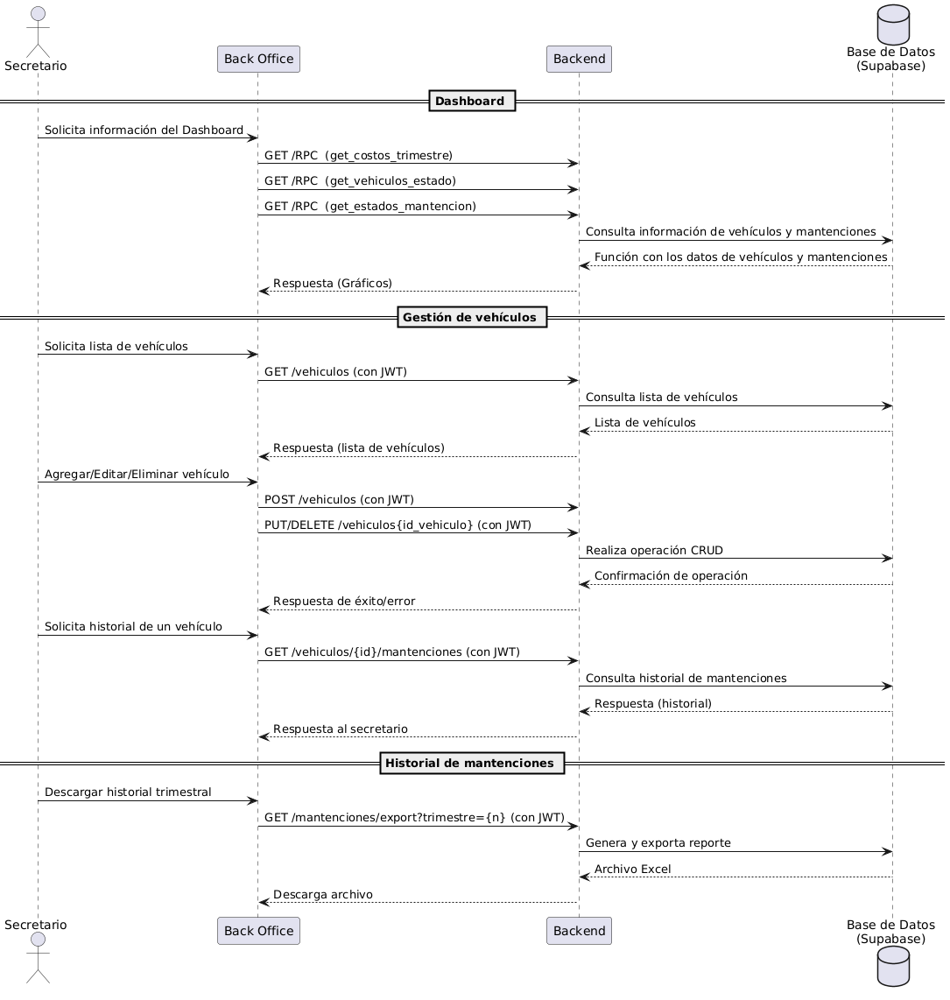 Secretario
Back Office
Backend
Base de Datos
(Supabase)
Dashboard
Solicita información del Dashboard
GET /RPC  (get_costos_trimestre)
GET /RPC  (get_vehiculos_estado)
GET /RPC  (get_estados_mantencion)
Consulta información de vehículos y mantenciones
Función con los datos de vehículos y mantenciones
Respuesta (Gráficos)
Gestión de vehículos
Solicita lista de vehículos
GET /vehiculos (con JWT)
Consulta lista de vehículos
Lista de vehículos
Respuesta (lista de vehículos)
Agregar/Editar/Eliminar vehículo
POST /vehiculos (con JWT)
PUT/DELETE /vehiculos{id_vehiculo} (con JWT)
Realiza operación CRUD
Confirmación de operación
Respuesta de éxito/error
Solicita historial de un vehículo
GET /vehiculos/{id}/mantenciones (con JWT)
Consulta historial de mantenciones
Respuesta (historial)
Respuesta al secretario
Historial de mantenciones
Descargar historial trimestral
GET /mantenciones/export?trimestre={n} (con JWT)
Genera y exporta reporte
Archivo Excel
Descarga archivo
Secretario
Back Office
Backend
Base de Datos
(Supabase)